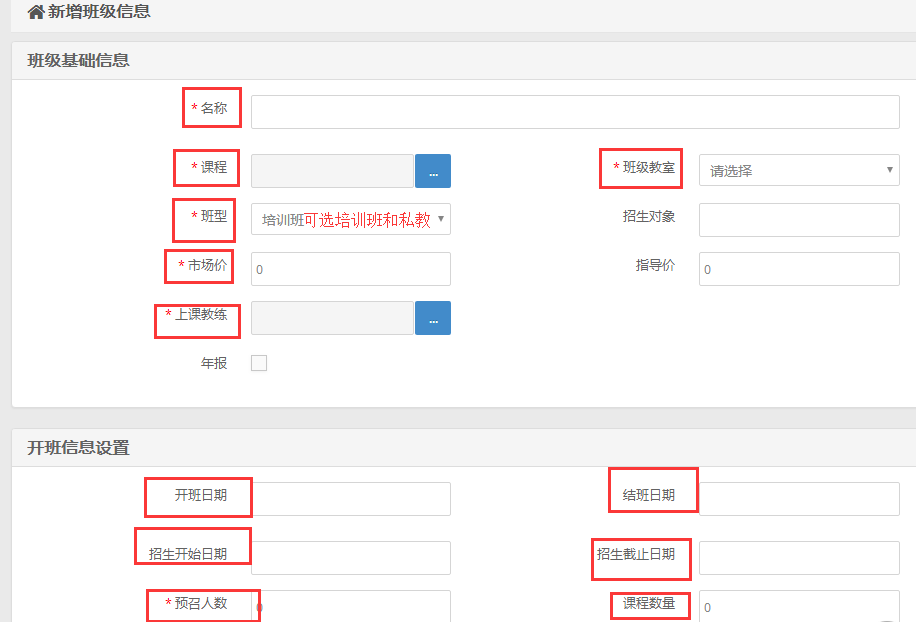 新增班级信息
班级基础信息
* 名称
* 课程 ... * 班级教室 请选择
* 班型 培训班可选培训班和私教 招生对象
* 市场价 0 指导价 0
* 上课教练 ...
年报
开班信息设置
开班日期 结班日期
招生开始日期 招生截止日期
* 预召人数 0 课程数量 0